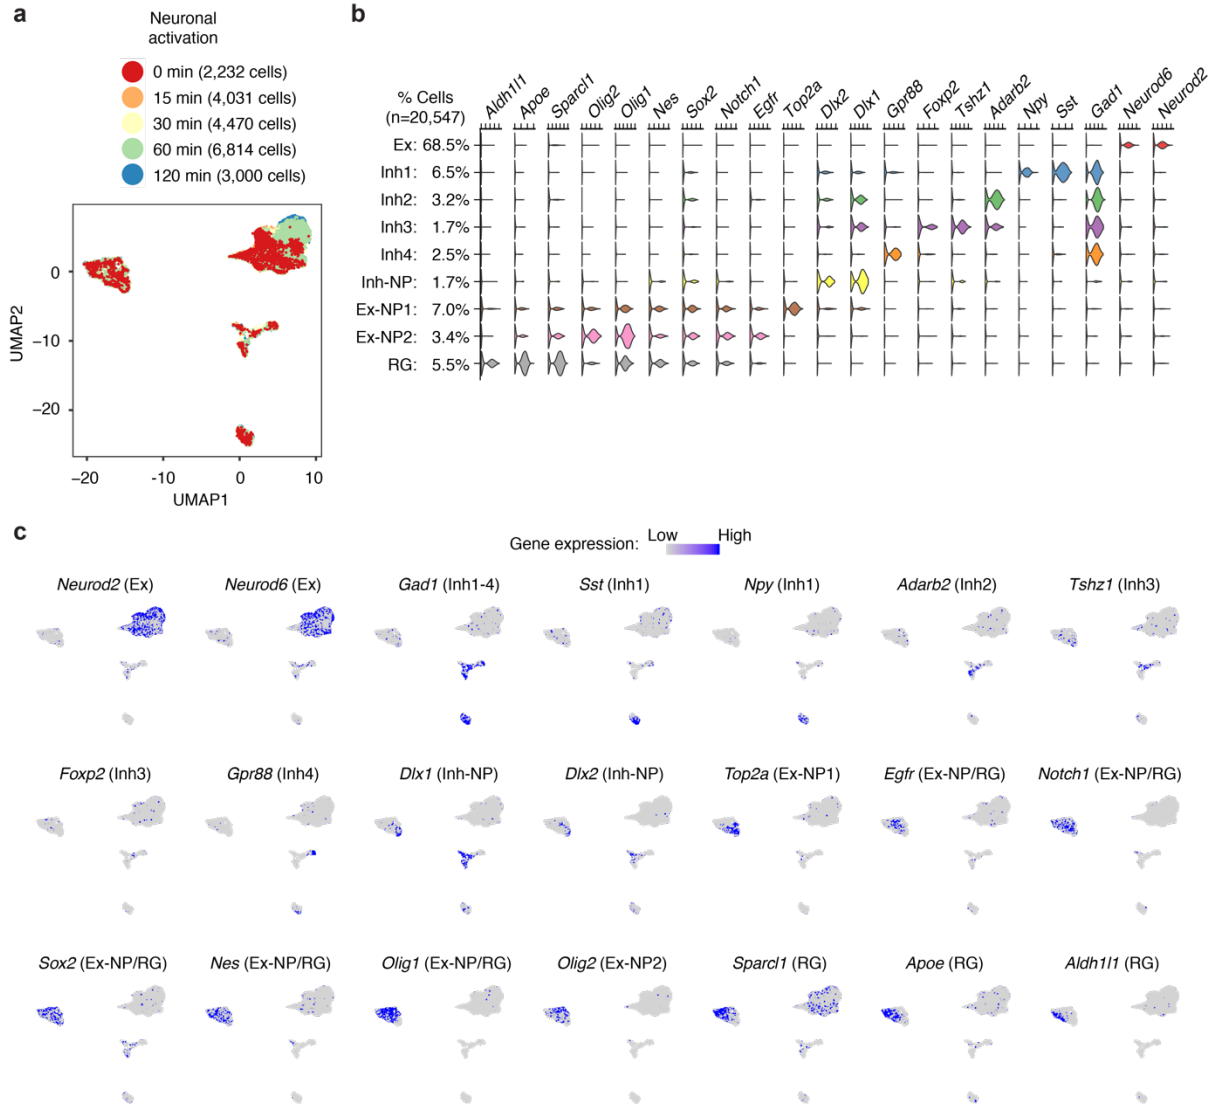 a
Neuronal
activation
0 min (2,232 cells)
15 min (4,031 cells)
30 min (4,470 cells)
60 min (6,814 cells)
120 min (3,000 cells)
UMAP2
0
−10
−20
−20
-10
0
10
UMAP1
b
% Cells
(n=20,547)
Aldh1l1
Apoe
Sparcl1
Olig2
Olig1
Nes
Sox2
Notch1
Egfr
Top2a
Dlx2
Dlx1
Gpr88
Foxp2
Tshz1
Adarb2
Npy
Sst
Gad1
Neurod6
Neurod2
Ex: 68.5%
Inh1: 6.5%
Inh2: 3.2%
Inh3: 1.7%
Inh4: 2.5%
Inh-NP: 1.7%
Ex-NP1: 7.0%
Ex-NP2: 3.4%
RG: 5.5%
c
Gene expression: Low High
Neurod2 (Ex) Neurod6 (Ex) Gad1 (Inh1-4) Sst (Inh1) Npy (Inh1) Adarb2 (Inh2) Tshz1 (Inh3)
Foxp2 (Inh3) Gpr88 (Inh4) Dlx1 (Inh-NP) Dlx2 (Inh-NP) Top2a (Ex-NP1) Egfr (Ex-NP/RG) Notch1 (Ex-NP/RG)
Sox2 (Ex-NP/RG) Nes (Ex-NP/RG) Olig1 (Ex-NP/RG) Olig2 (Ex-NP2) Sparcl1 (RG) Apoe (RG) Aldh1l1 (RG)